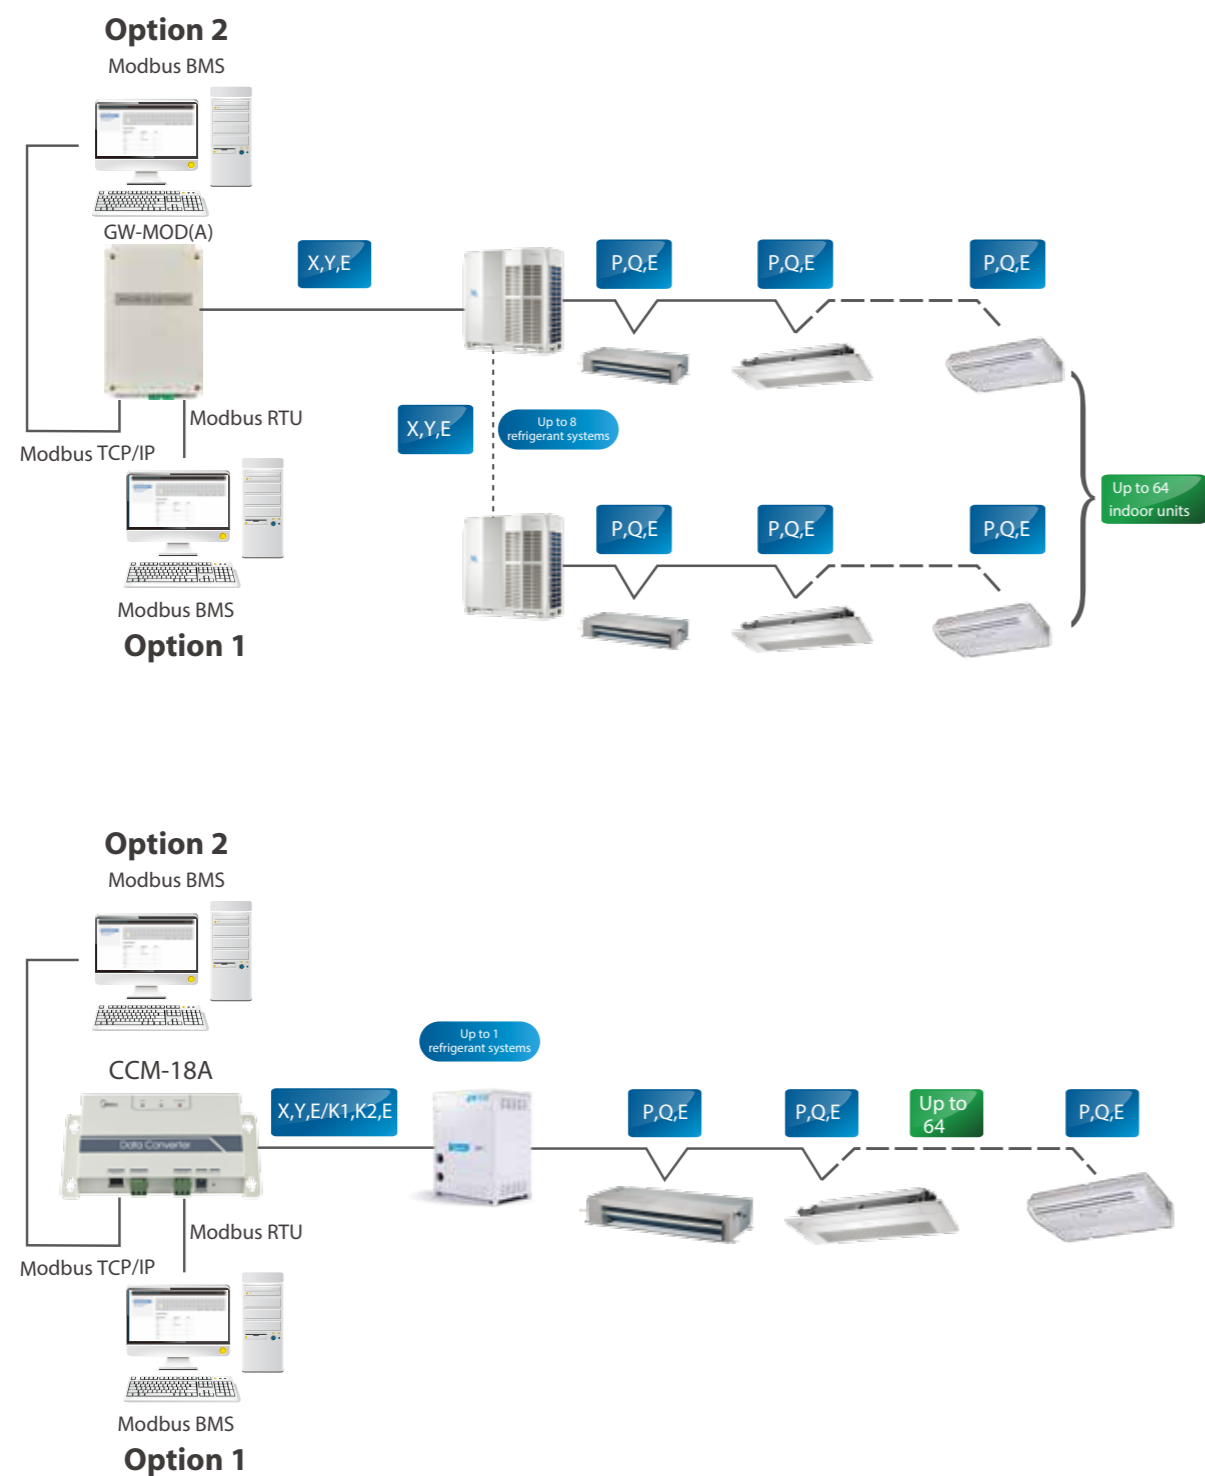 Option 2
Modbus BMS
GW-MOD(A)
X,Y,E
P,Q,E
P,Q,E
P,Q,E
Modbus RTU
Modbus TCP/IP
X,Y,E
Up to 8
refrigerant systems
Up to 64
indoor units
P,Q,E
P,Q,E
P,Q,E
Modbus BMS
Option 1
Option 2
Modbus BMS
CCM-18A
Up to 1
refrigerant systems
X,Y,E/K1,K2,E
P,Q,E
P,Q,E
Up to
64
P,Q,E
Data Converter
Modbus RTU
Modbus TCP/IP
Modbus BMS
Option 1